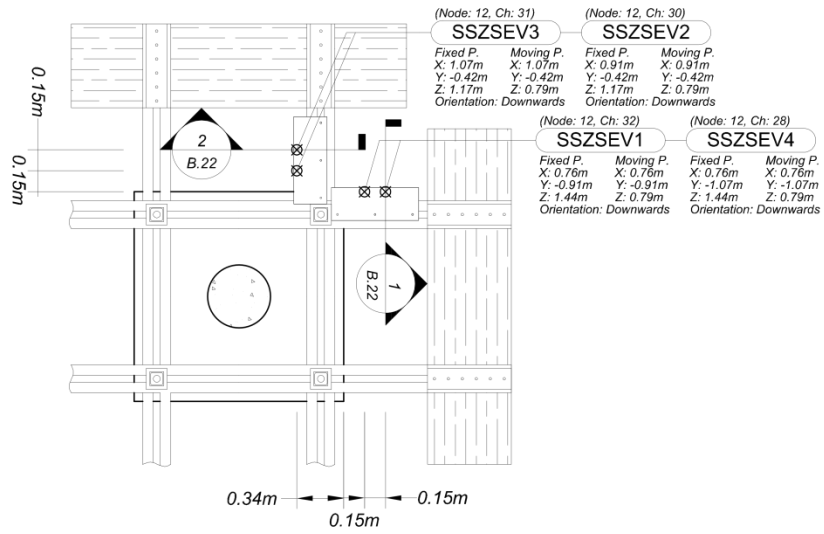 (Node: 12, Ch: 31) (Node: 12, Ch: 30)
SSZSEV3 SSZSEV2
Fixed P. Moving P. Fixed P. Moving P.
X: 1.07m X: 1.07m X: 0.91m X: 0.91m
Y: -0.42m Y: -0.42m Y: -0.42m Y: -0.42m
Z: 1.17m Z: 0.79m Z: 1.17m Z: 0.79m
Orientation: Downwards Orientation: Downwards
(Node: 12, Ch: 32) (Node: 12, Ch: 28)
SSZSEV1 SSZSEV4
Fixed P. Moving P. Fixed P. Moving P.
X: 0.76m X: 0.76m X: 0.76m X: 0.76m
Y: -0.91m Y: -0.91m Y: -1.07m Y: -1.07m
Z: 1.44m Z: 0.79m Z: 1.44m Z: 0.79m
Orientation: Downwards Orientation: Downwards
0.15m
0.15m
2
B.22
1
B.22
0.34m
0.15m
0.15m